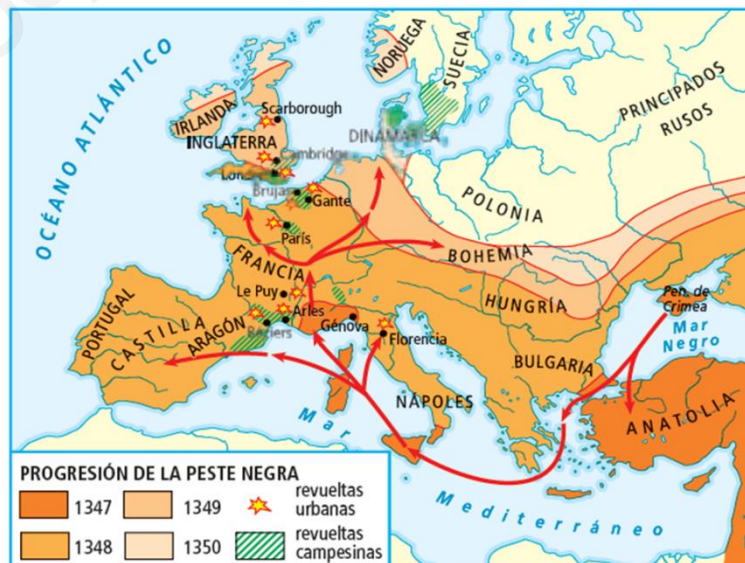 OCÉANO ATLÁNTICO
NORUEGA
SUECIA
PRINCIPADOS
RUSOS
IRLANDA
Scarborough
INGLATERRA
DINAMARCA
Cambridge
Brujas
Gante
POLONIA
París
BOHEMIA
FRANCIA
Le Puy
HUNGRÍA
Pen. de
Crimea
PORTUGAL
CASTILLA
ARAGÓN
Arles
Génova
Florencia
Mar
Negro
BULGARIA
NÁPOLES
ANATOLIA
Mar
Mediterráneo
PROGRESIÓN DE LA PESTE NEGRA
1347
1349
revueltas
urbanas
1348
1350
revueltas
campesinas